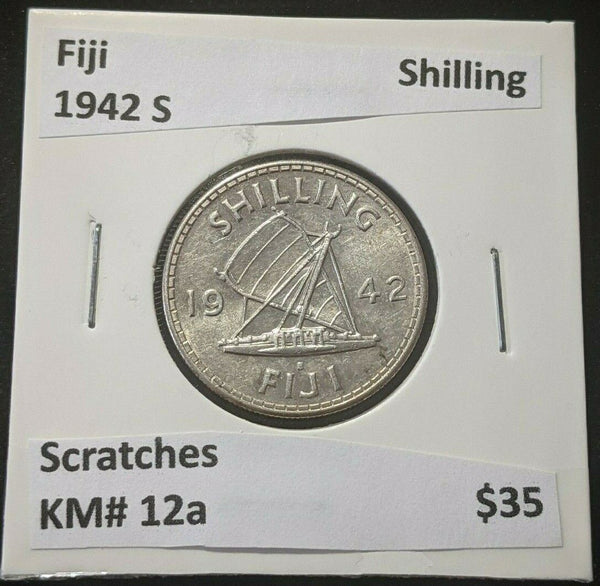 Fiji
Shilling
1942 S
SHILLING
19 42
S
FIJI
Scratches
KM# 12a
$35